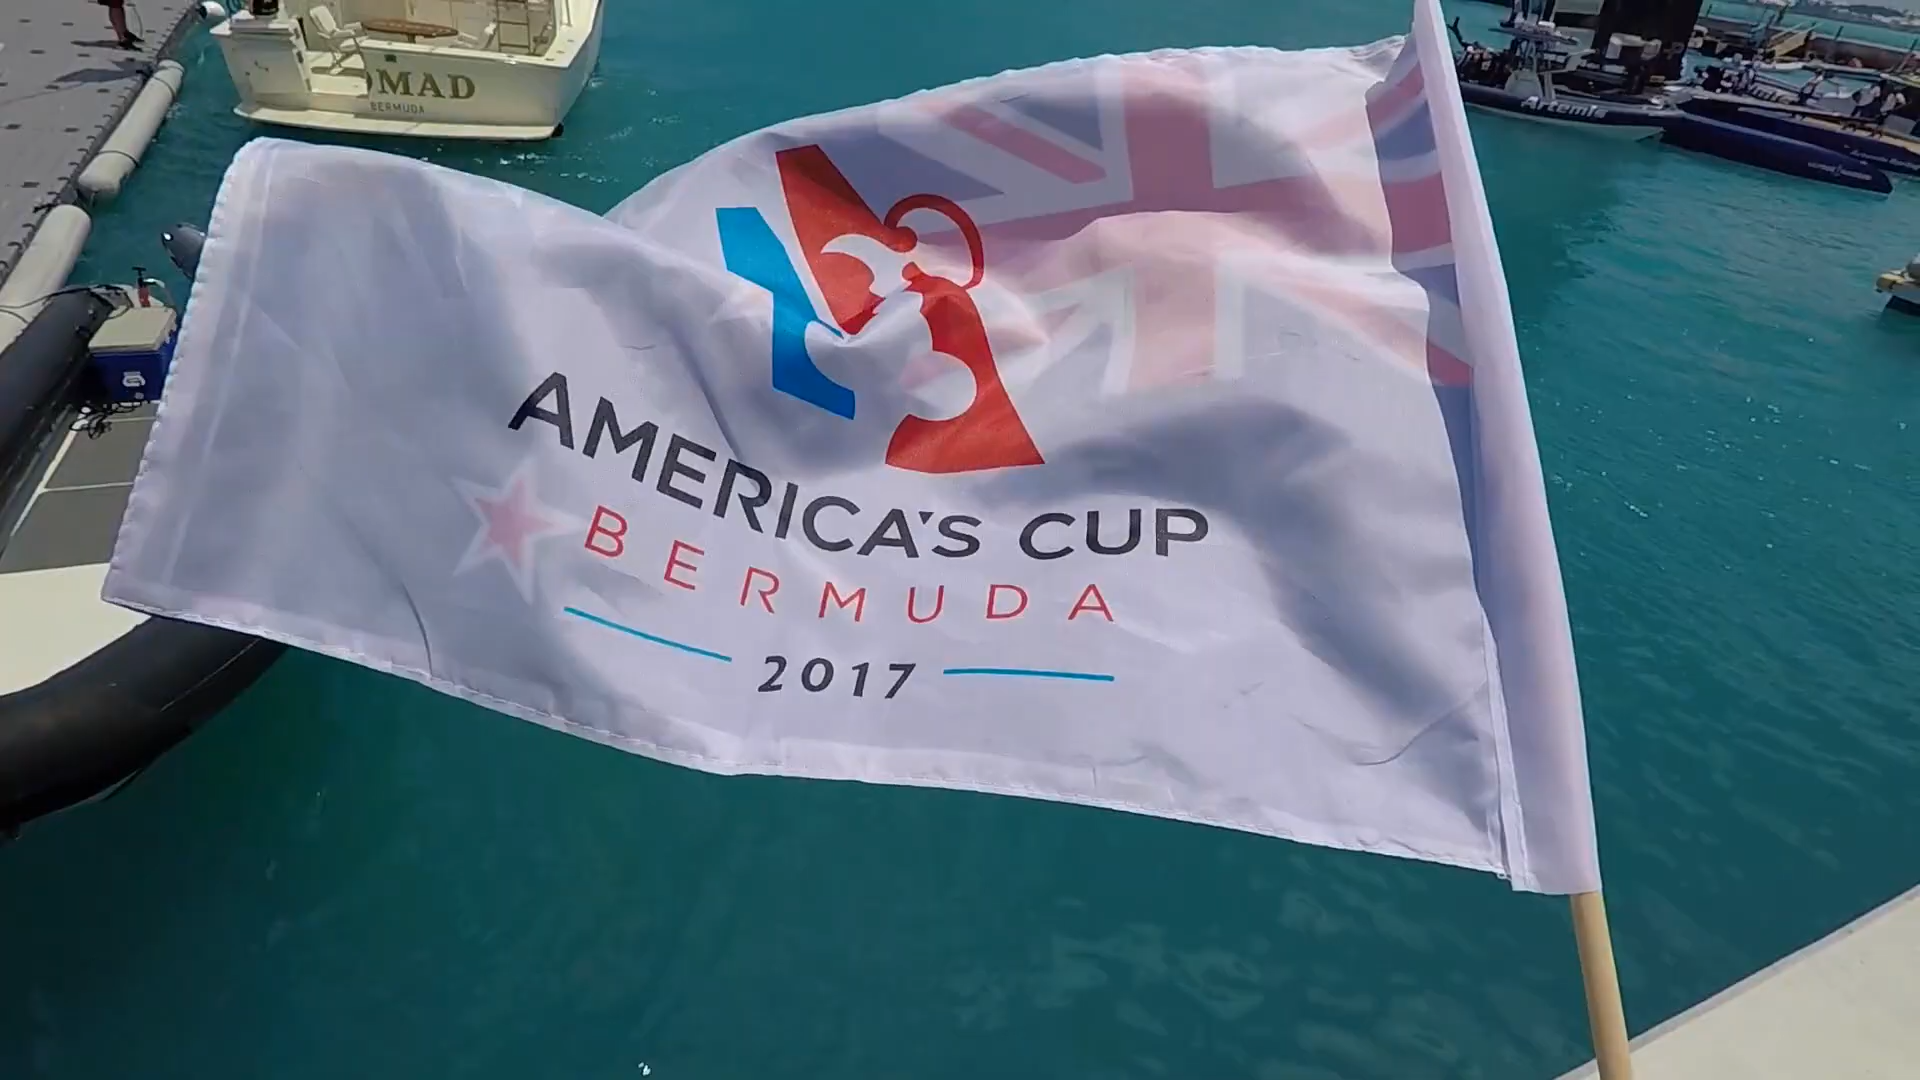 OMAD
BERMUDA
Artemis
AMERICA'S CUP
BERMUDA
2017